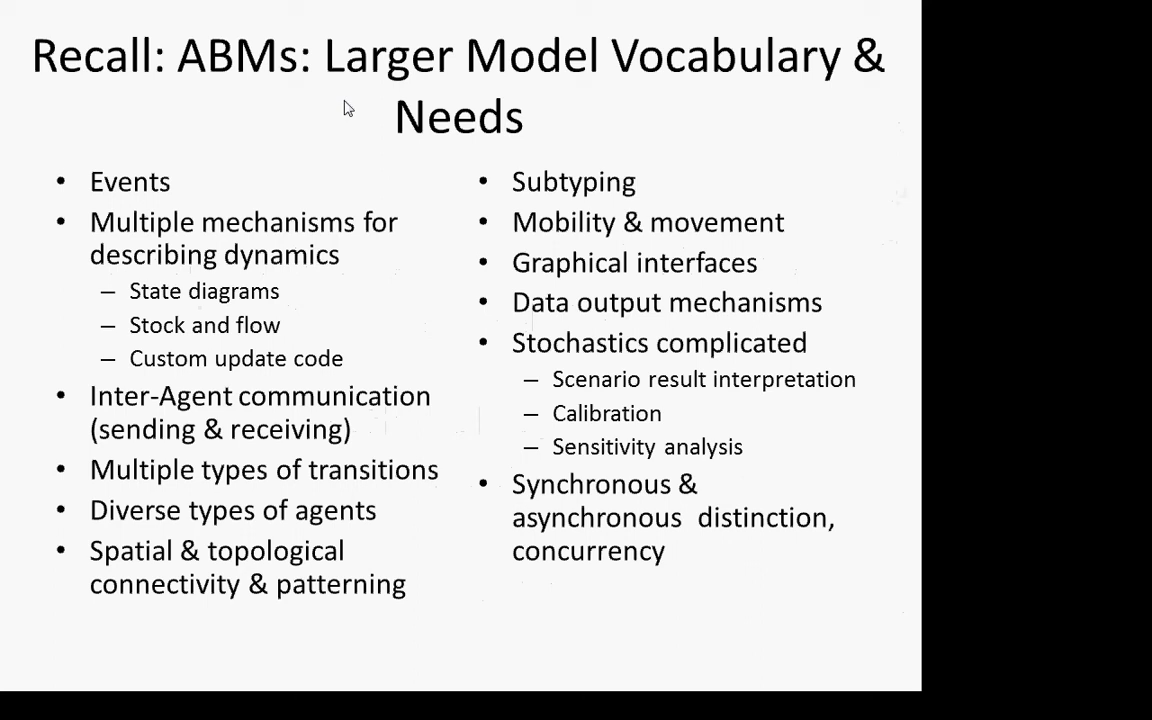 Recall: ABMs: Larger Model Vocabulary &
Needs
• Events
• Multiple mechanisms for
describing dynamics
– State diagrams
– Stock and flow
– Custom update code
• Inter-Agent communication
(sending & receiving)
• Multiple types of transitions
• Diverse types of agents
• Spatial & topological
connectivity & patterning
• Subtyping
• Mobility & movement
• Graphical interfaces
• Data output mechanisms
• Stochastics complicated
– Scenario result interpretation
– Calibration
– Sensitivity analysis
• Synchronous &
asynchronous distinction,
concurrency